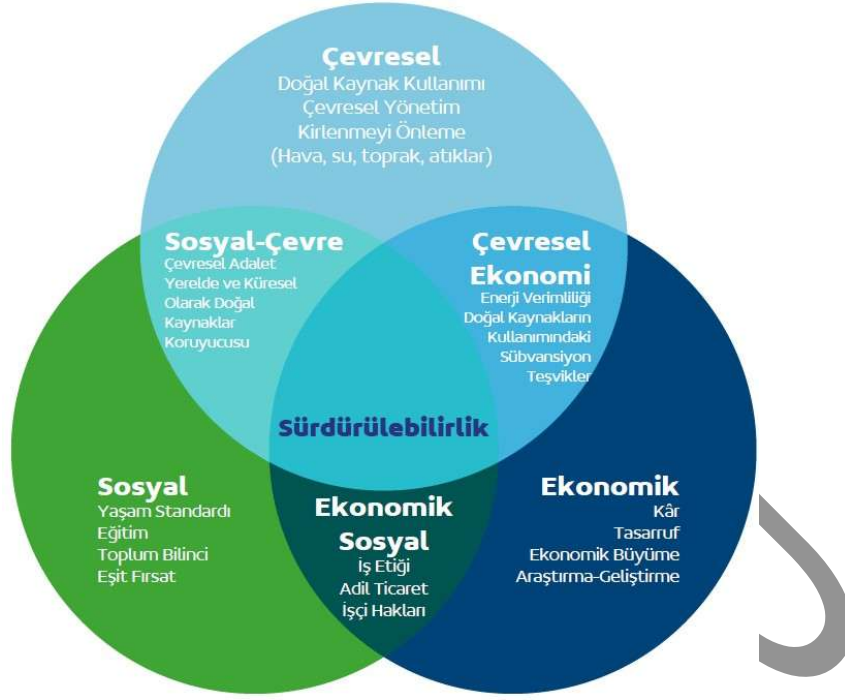 Çevresel
Doğal Kaynak Kullanımı
Çevresel Yönetim
Kirlenmeyi Önleme
(Hava, su, toprak, atıklar)
Sosyal-Çevre
Çevresel Adalet
Yerelde ve Küresel
Olarak Doğal
Kaynaklar
Koruyucusu
Çevresel
Ekonomi
Enerji Verimliliği
Doğal Kaynakların
Kullanımındaki
Sübvansiyon
Teşvikler
Sürdürülebilirlik
Sosyal
Yaşam Standardı
Eğitim
Toplum Bilinci
Eşit Fırsat
Ekonomik
Sosyal
İş Etiği
Adil Ticaret
İşçi Hakları
Ekonomik
Kâr
Tasarruf
Ekonomik Büyüme
Araştırma-Geliştirme